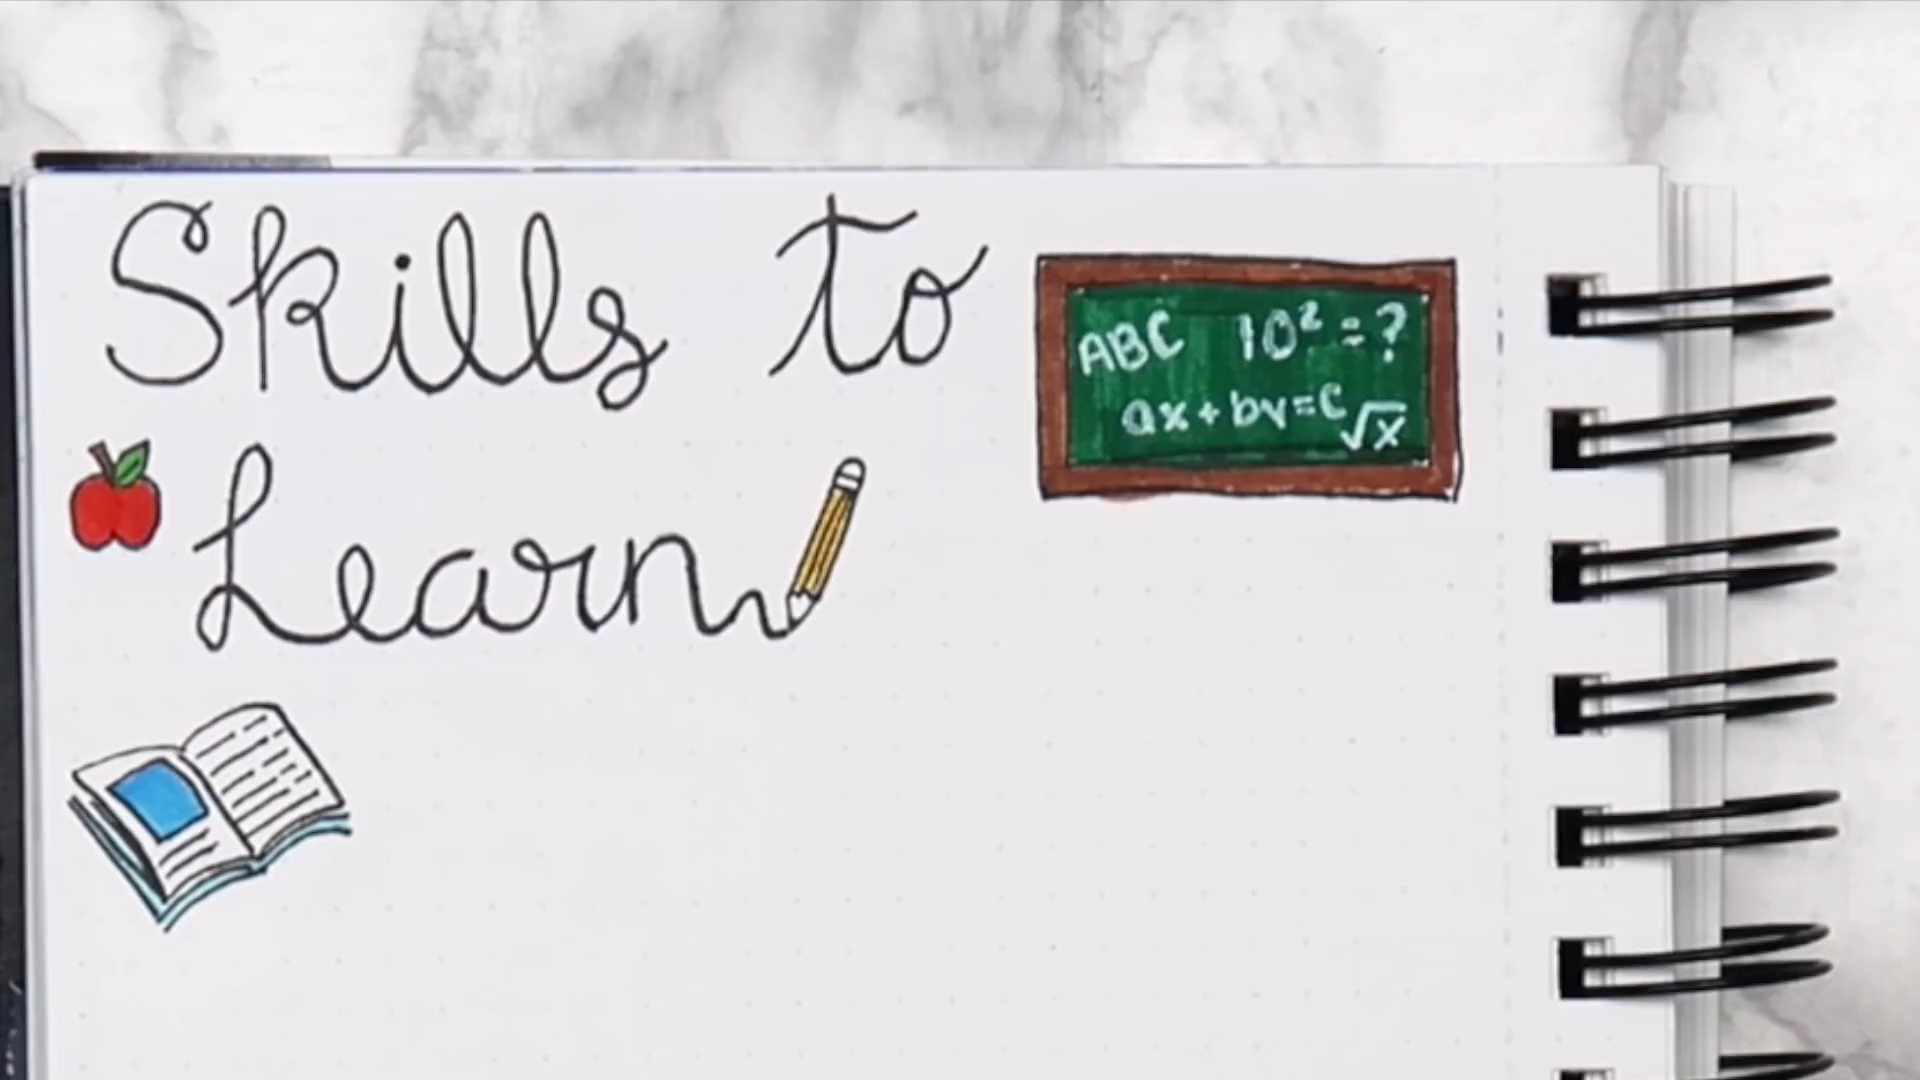 Skills to
Learn
ABC 10² = ?
ax + by = c
√x